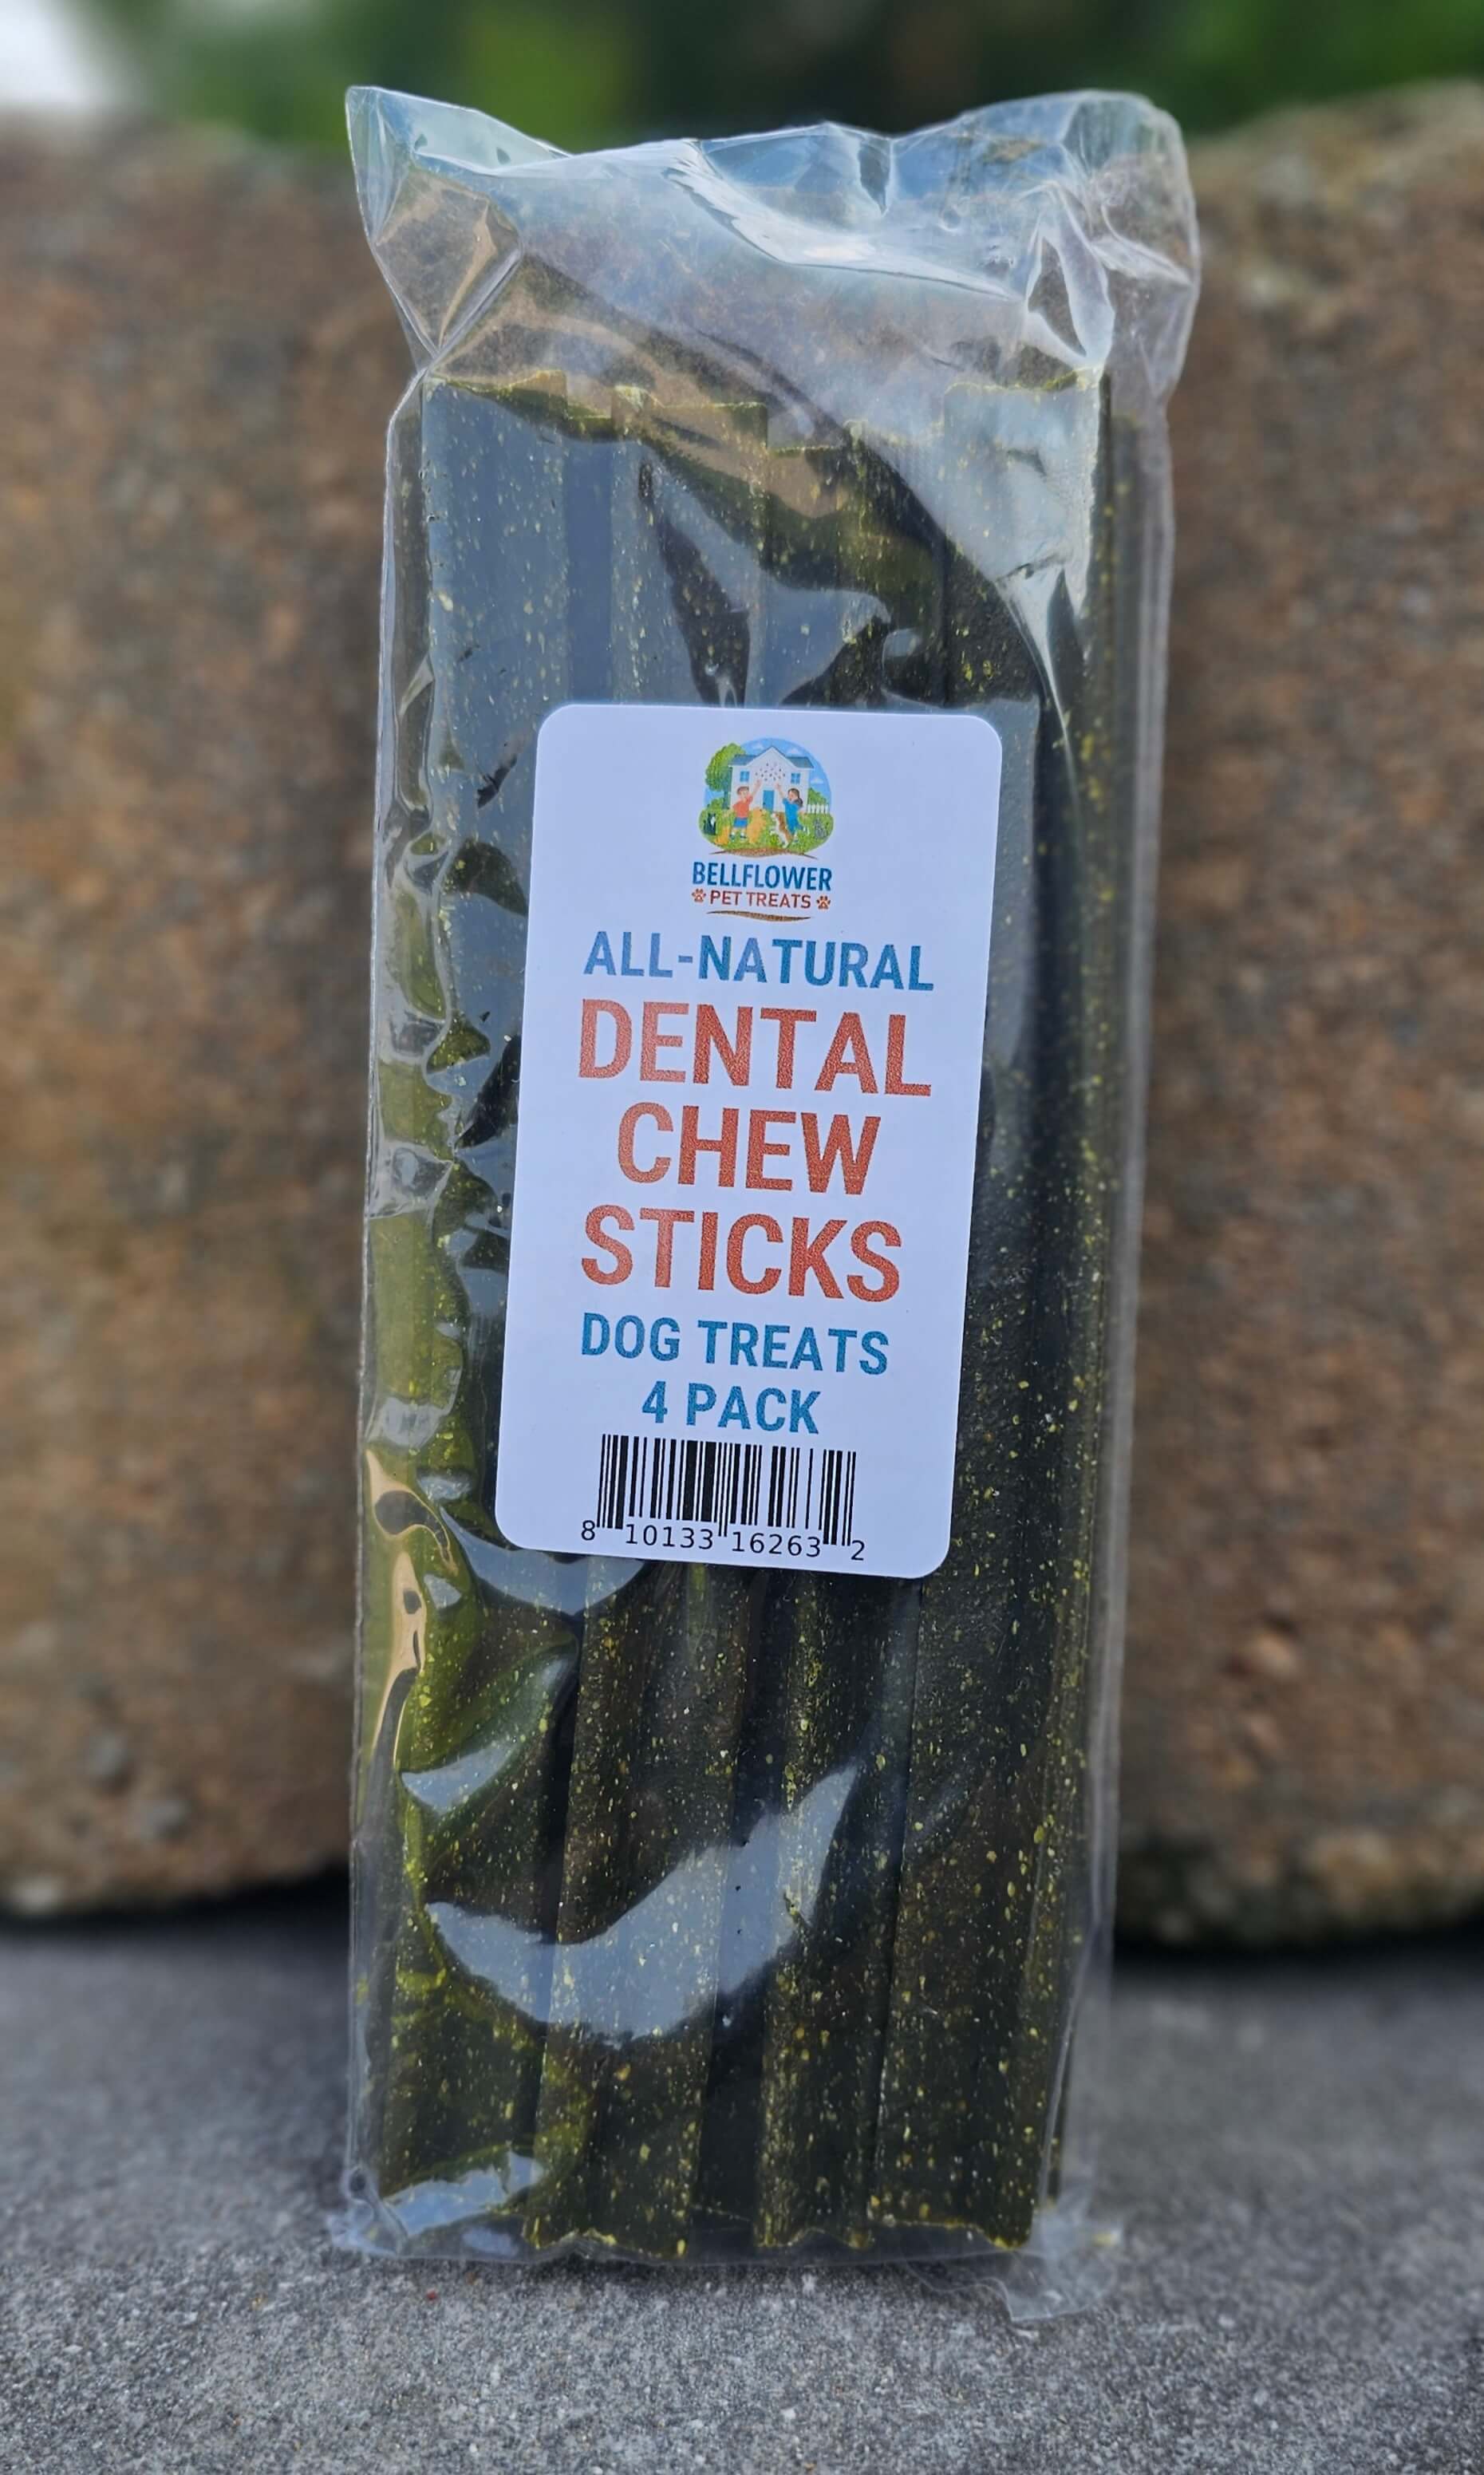 BELLFLOWER
PET TREATS
ALL-NATURAL
DENTAL
CHEW
STICKS
DOG TREATS
4 PACK
8 10133 16263 2